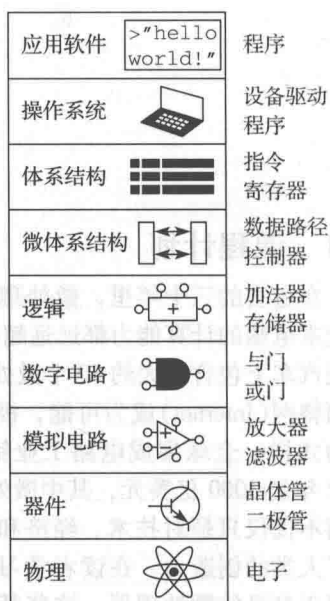 应用软件 >"hello 程序
world!"
操作系统 设备驱动
程序
体系结构 指令
寄存器
微体系结构 数据路径
控制器
逻辑 + 加法器
存储器
数字电路 与门
或门
模拟电路 放大器
滤波器
器件 晶体管
二极管
物理 电子